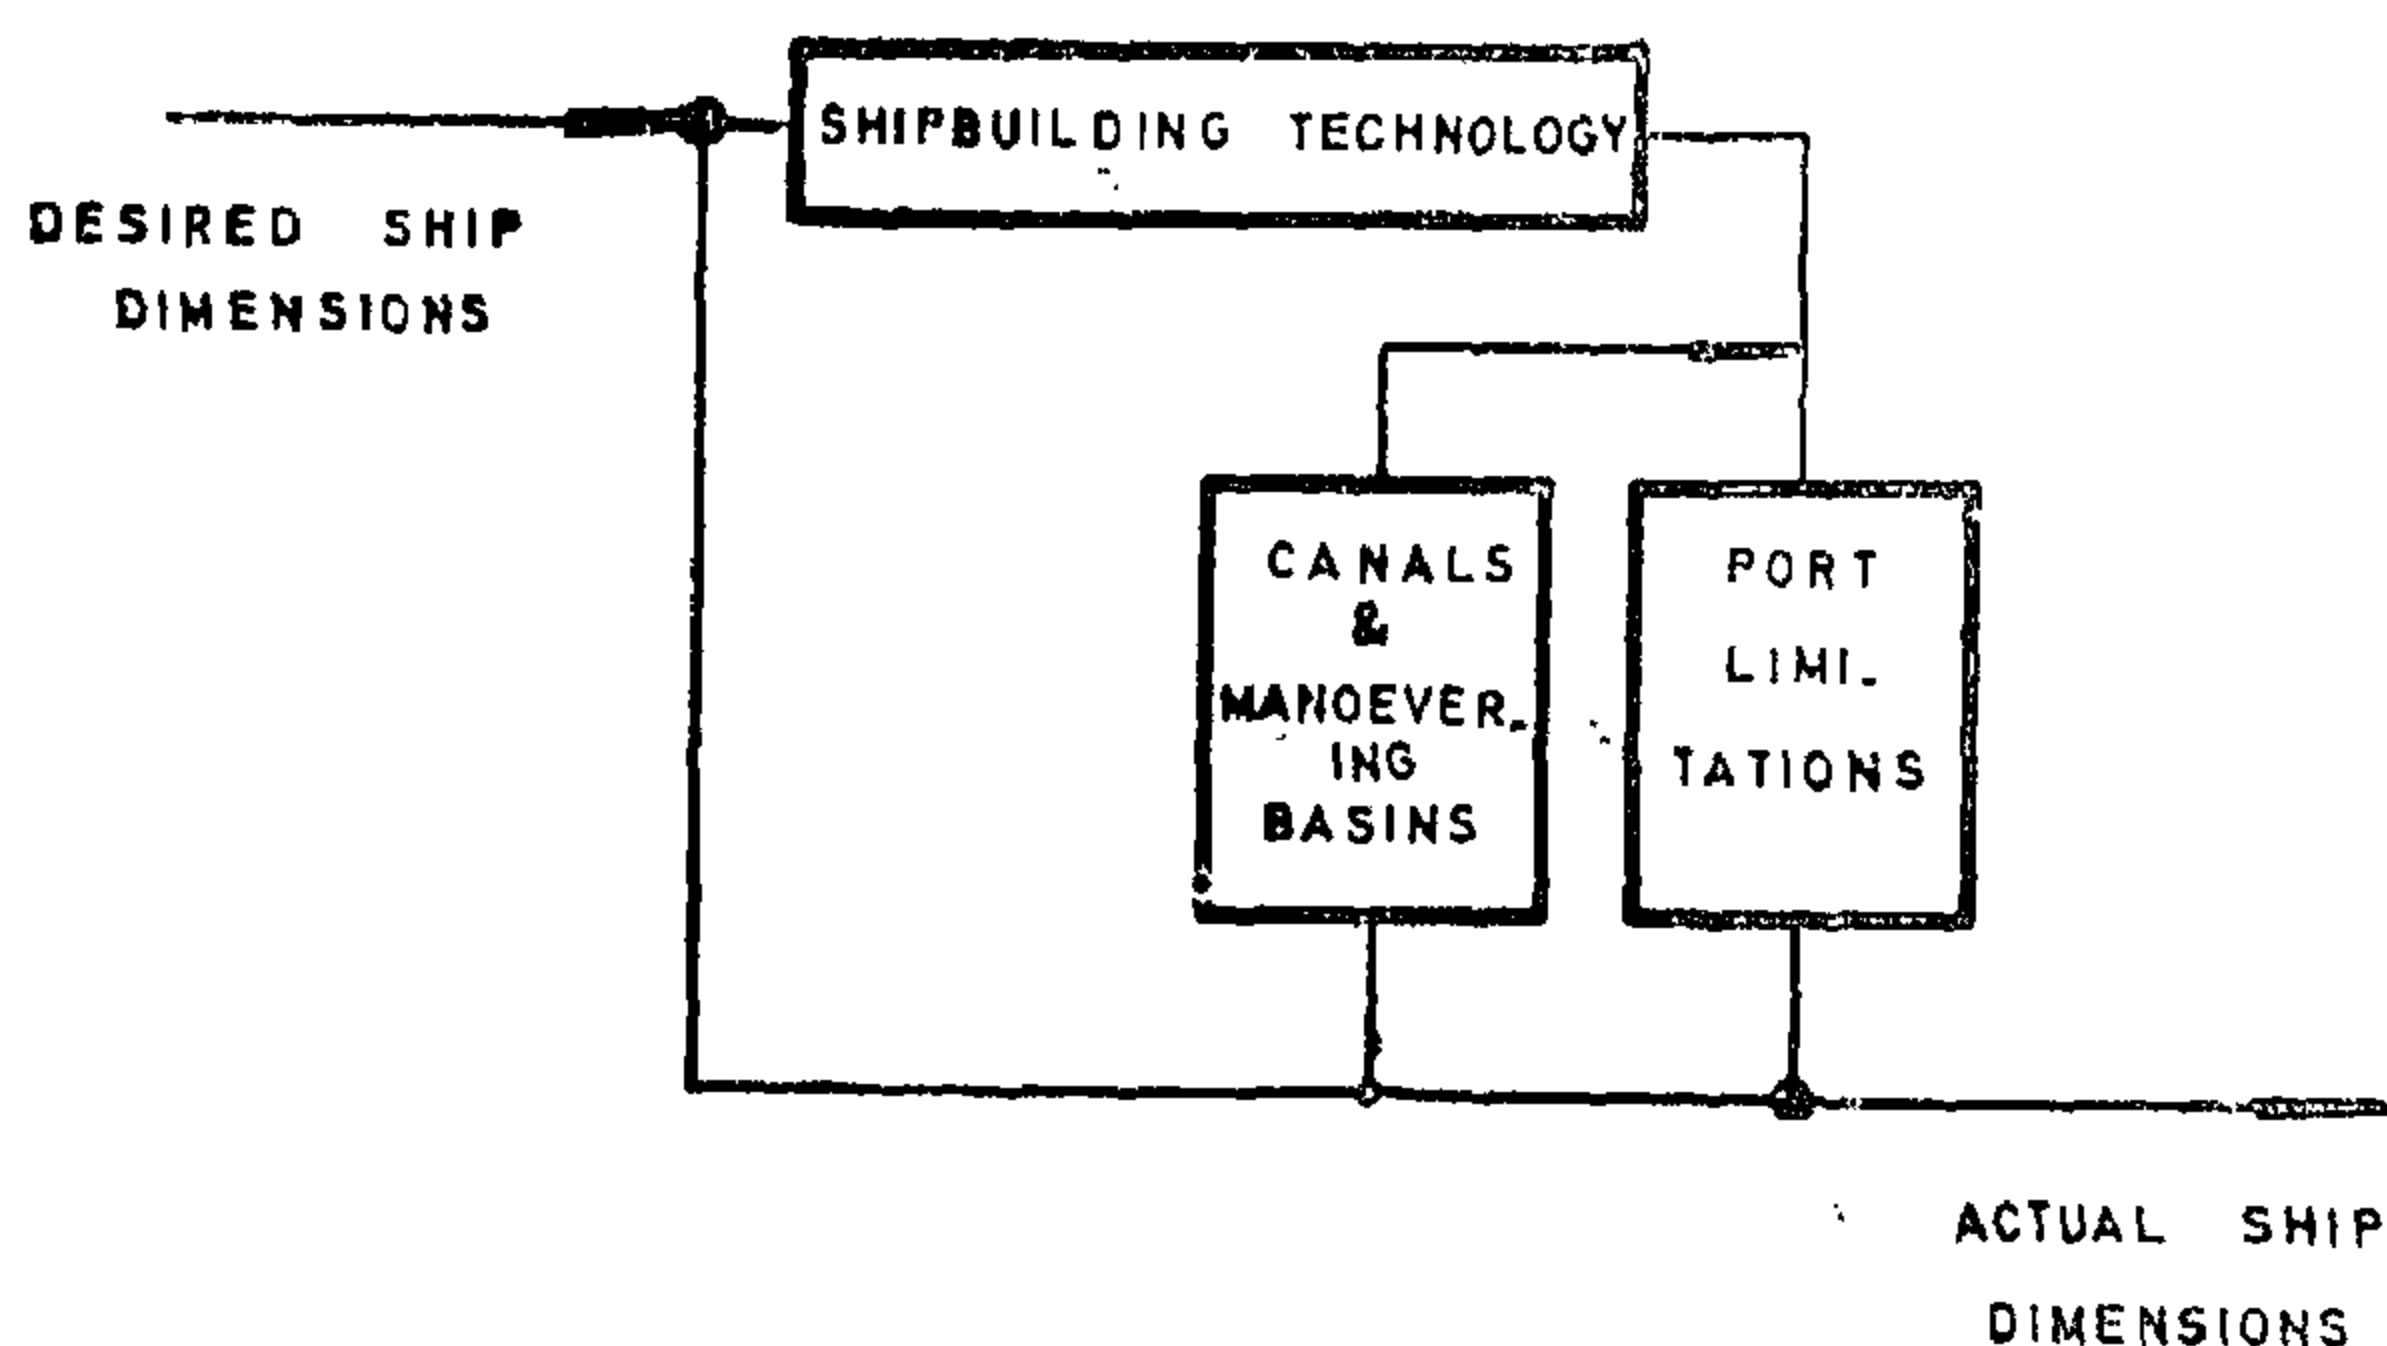 SHIPBUILDING TECHNOLOGY
DESIRED SHIP
DIMENSIONS
CANALS
&
MANOEVER-
ING
BASINS
PORT
LIMI-
TATIONS
ACTUAL SHIP
DIMENSIONS